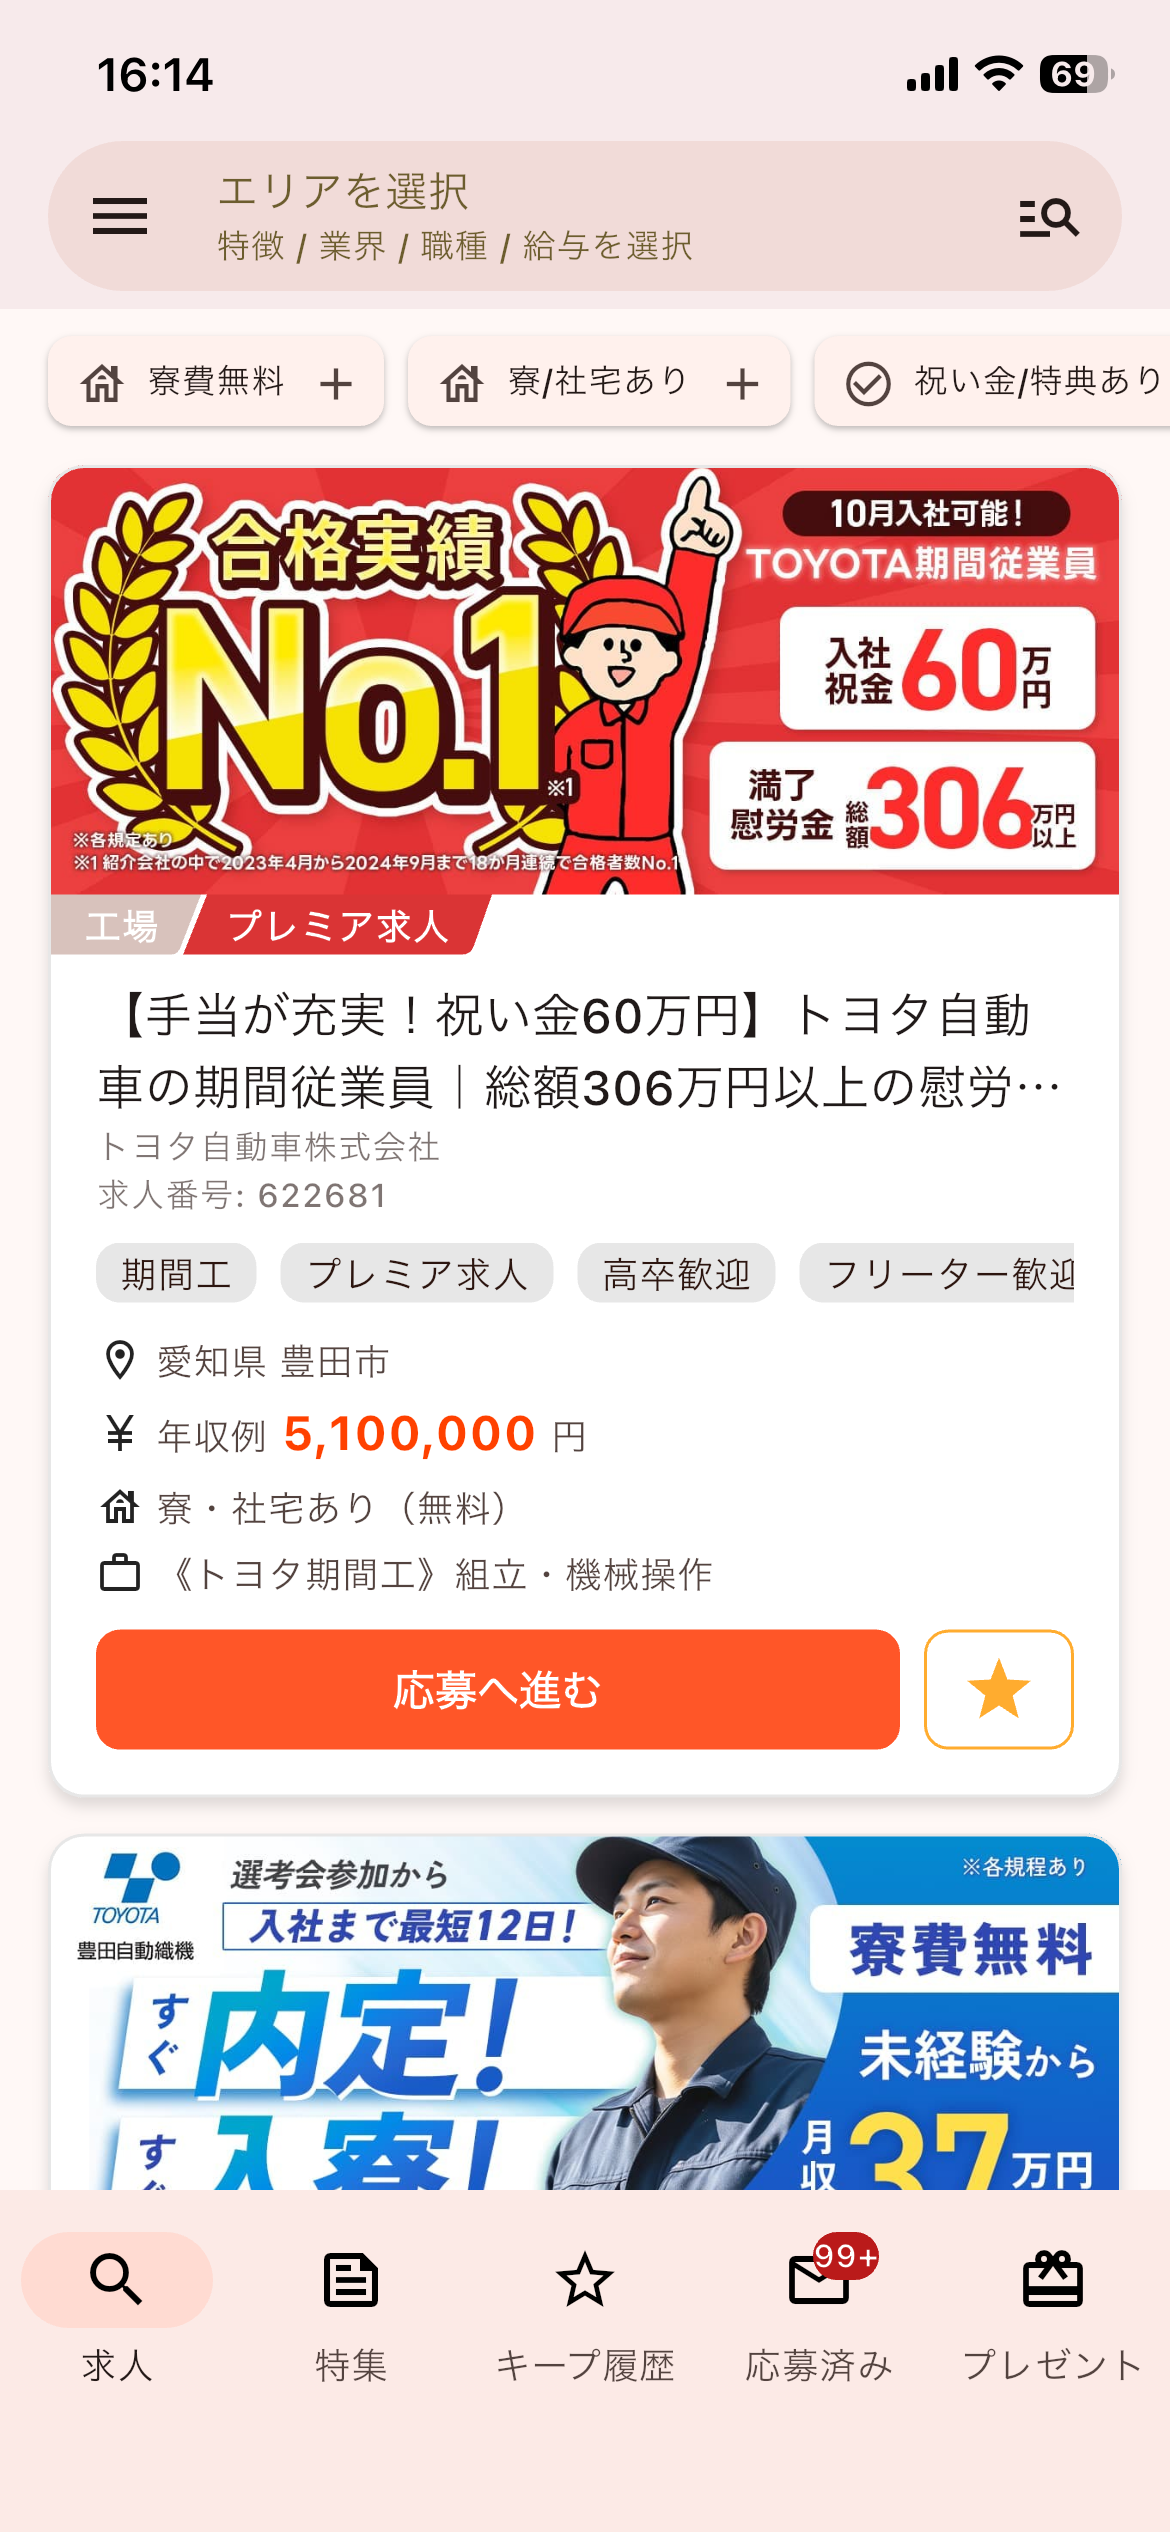 16:14
69
エリアを選択
特徴 / 業界 / 職種 / 給与を選択
寮費無料
寮/社宅あり
祝い金/特典あり
合格実績
No.1
※1
※各規定あり
※1 紹介会社の中で2023年4月から2024年9月まで18か月連続で合格者数No.1
10月入社可能!
TOYOTA期間従業員
入社
祝金
60万円
満了
慰労金
総額306万円以上
工場
プレミア求人
【手当が充実！祝い金60万円】トヨタ自動
車の期間従業員｜総額306万円以上の慰労…
トヨタ自動車株式会社
求人番号: 622681
期間工
プレミア求人
高卒歓迎
フリーター歓迎
愛知県 豊田市
年収例 5,100,000 円
寮・社宅あり（無料）
《トヨタ期間工》組立・機械操作
応募へ進む
TOYOTA
豊田自動織機
選考会参加から
入社まで最短12日!
すぐ内定!
すぐ入寮!
※各規程あり
寮費無料
未経験から
月収37万円
99+
求人
特集
キープ履歴
応募済み
プレゼント